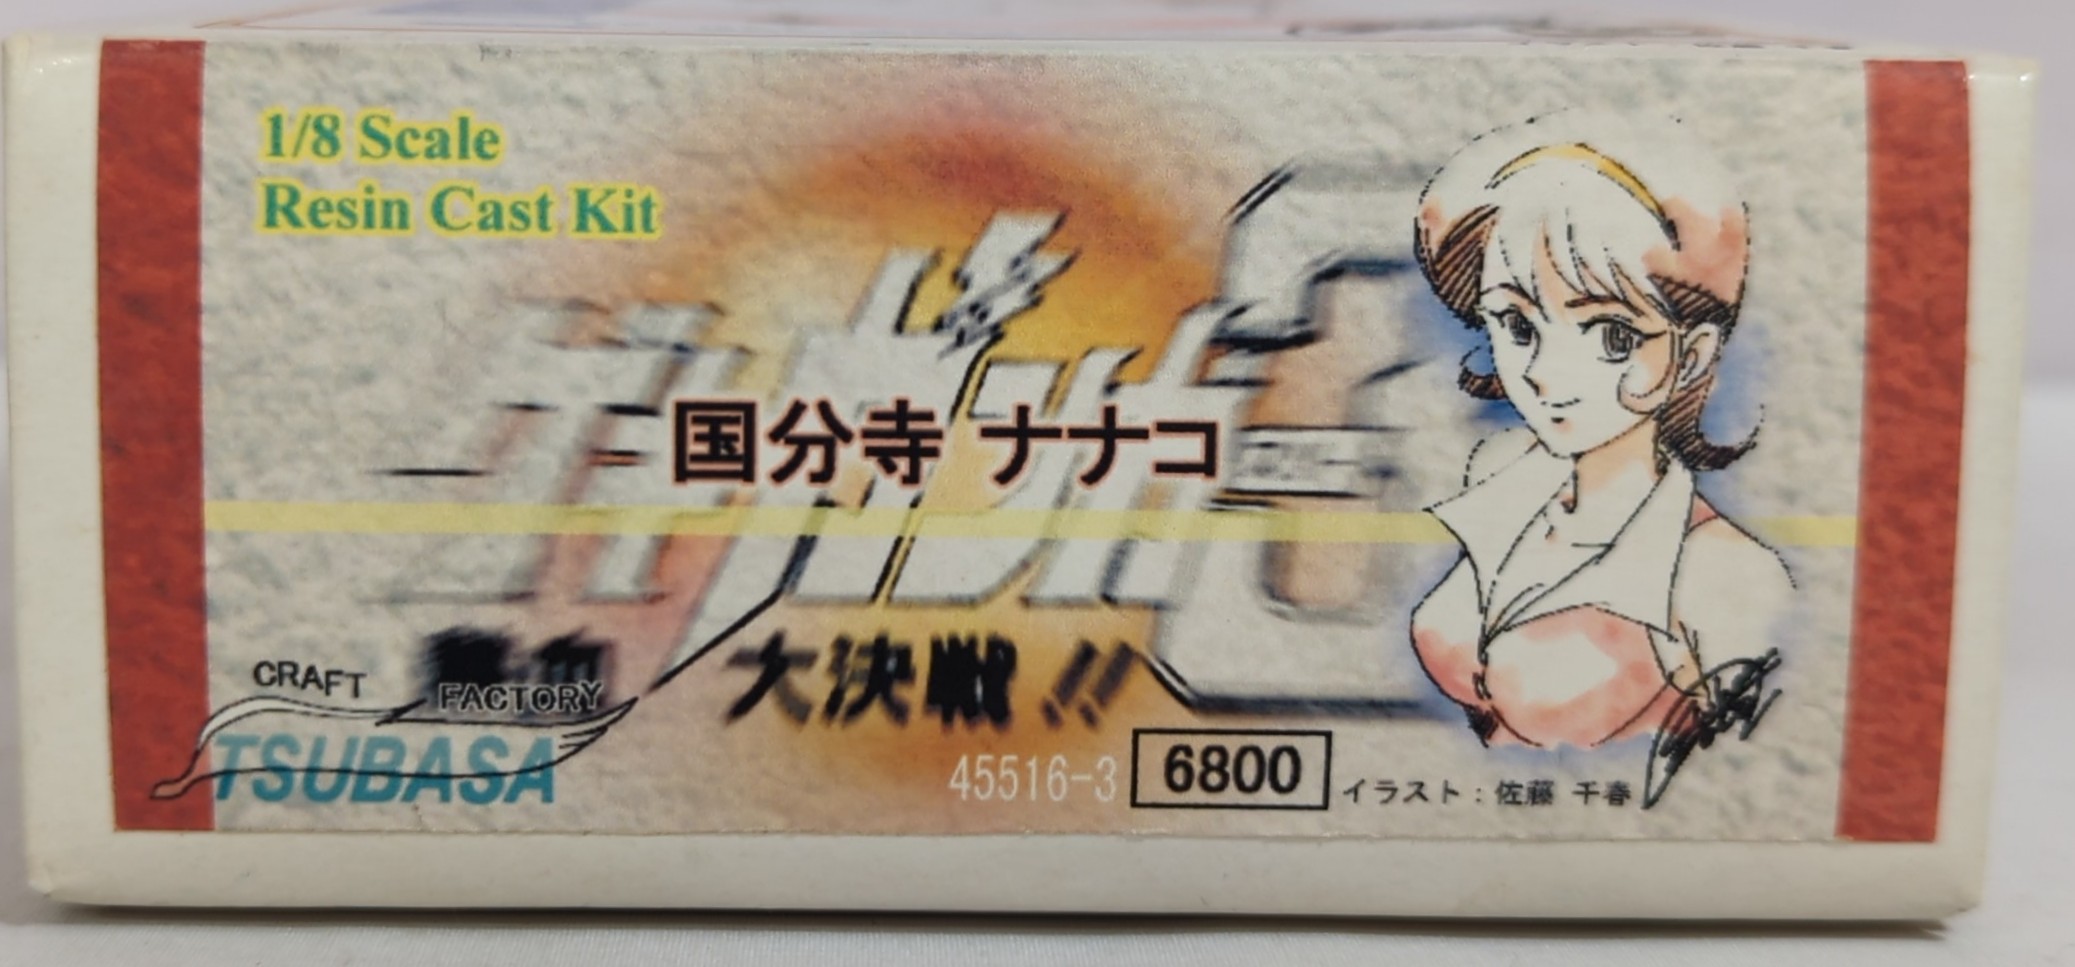 1/8 Scale
Resin Cast Kit
国分寺 ナナコ
大決戦!!
CRAFT
FACTORY
TSUBASA
45516-3
6800
イラスト:佐藤 千春